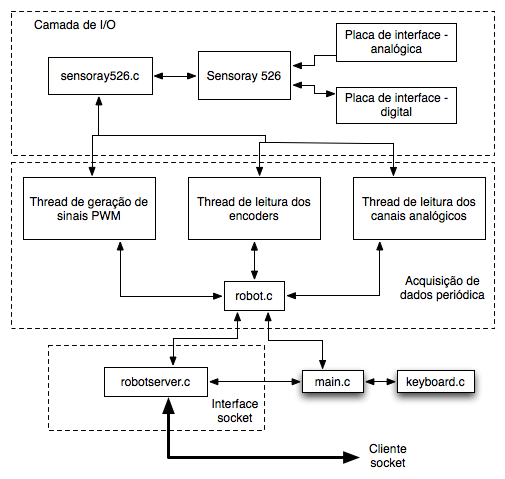 Camada de I/O
Placa de interface -
analógica
sensoray526.c
Sensoray 526
Placa de interface -
digital
Thread de geração de
sinais PWM
Thread de leitura dos
encoders
Thread de leitura dos
canais analógicos
robot.c
Acquisição de
dados periódica
robotserver.c
main.c
keyboard.c
Interface
socket
Cliente
socket